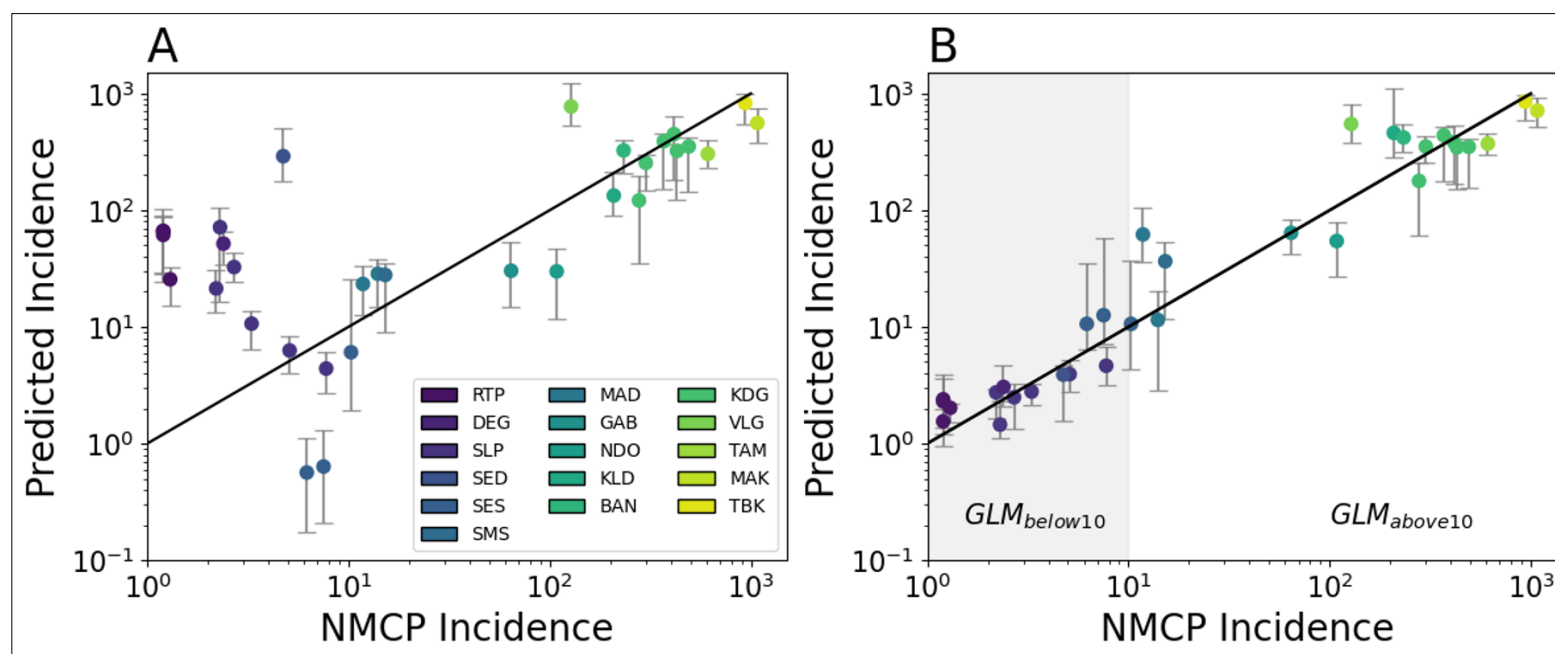 A
B
Predicted Incidence
10³
10²
10¹
10⁰
10⁻¹
10⁰
10¹
10²
10³
NMCP Incidence
RTP
DEG
SLP
SED
SES
SMS
MAD
GAB
NDO
KLD
BAN
KDG
VLG
TAM
MAK
TBK
Predicted Incidence
10³
10²
10¹
10⁰
10⁻¹
10⁰
10¹
10²
10³
NMCP Incidence
GLM_below10
GLM_above10